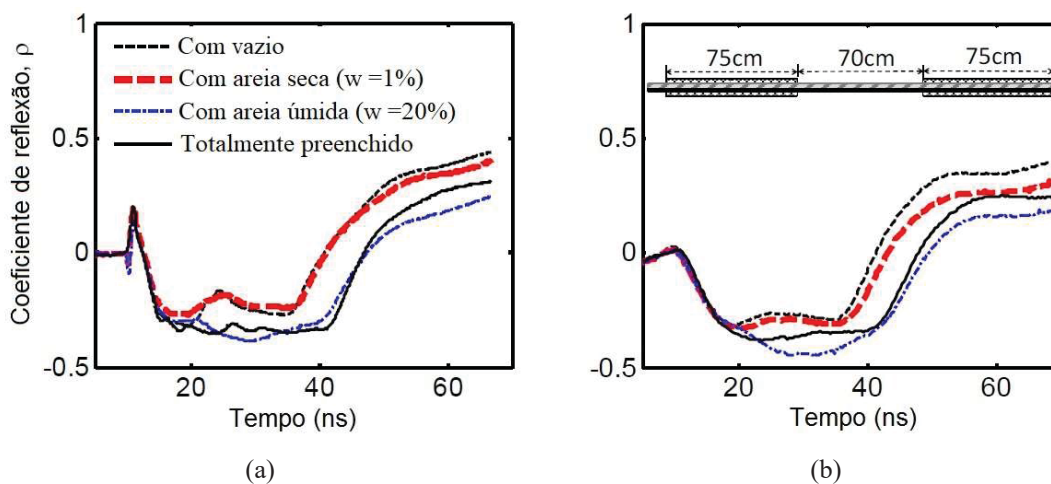 1
Com vazio
Com areia seca (w =1%)
Com areia úmida (w =20%)
Totalmente preenchido
0.5
0
-0.5
20
40
60
Tempo (ns)
Coeficiente de reflexão, ρ
(a)
1
75cm
70cm
75cm
0.5
0
-0.5
20
40
60
Tempo (ns)
(b)